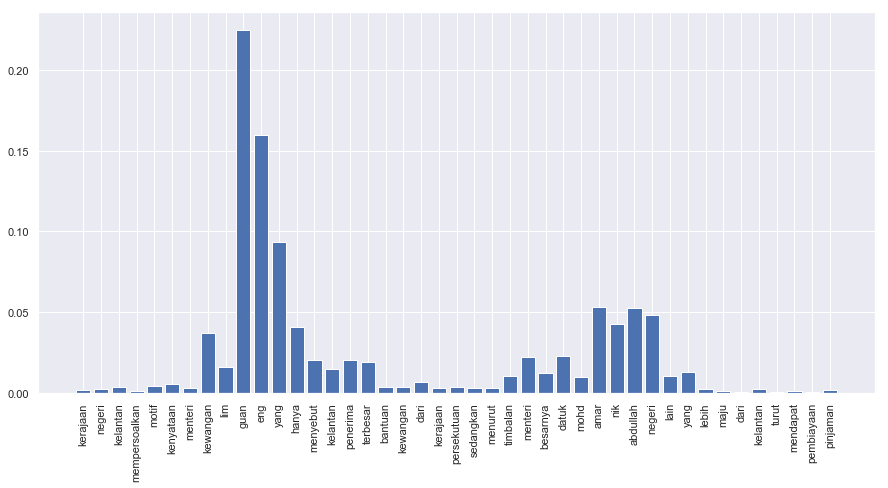 0.20
0.15
0.10
0.05
0.00
kerajaan
negeri
kelantan
mempersoalkan
motif
kenyataan
menteri
kewangan
lim
guan
eng
yang
hanya
menyebut
kelantan
penerima
terbesar
bantuan
kewangan
dari
kerajaan
persekutuan
sedangkan
menurut
timbalan
menteri
besarnya
datuk
mohd
amar
nik
abdullah
negeri
lain
yang
lebih
maju
dari
kelantan
turut
mendapat
pembiayaan
pinjaman